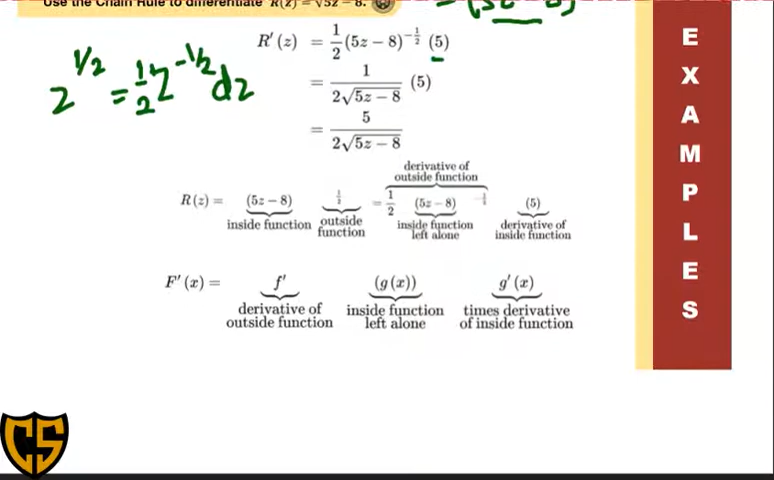 Use the Chain Rule to differentiate R(z) = √5z − 8.
R′(z) = 1/2 (5z − 8)^(−1/2) (5)
z^(1/2) = 1/2 z^(−1/2) dz
= 1/(2√(5z − 8)) (5)
= 5/(2√(5z − 8))
derivative of
outside function
R(z) = (5z − 8) ^(1/2) = 1/2 (5z − 8) ^(−1/2) (5)
inside function outside function inside function left alone derivative of inside function
F′(x) = f′ (g(x)) g′(x)
derivative of outside function inside function left alone times derivative of inside function
EXAMPLES
CS